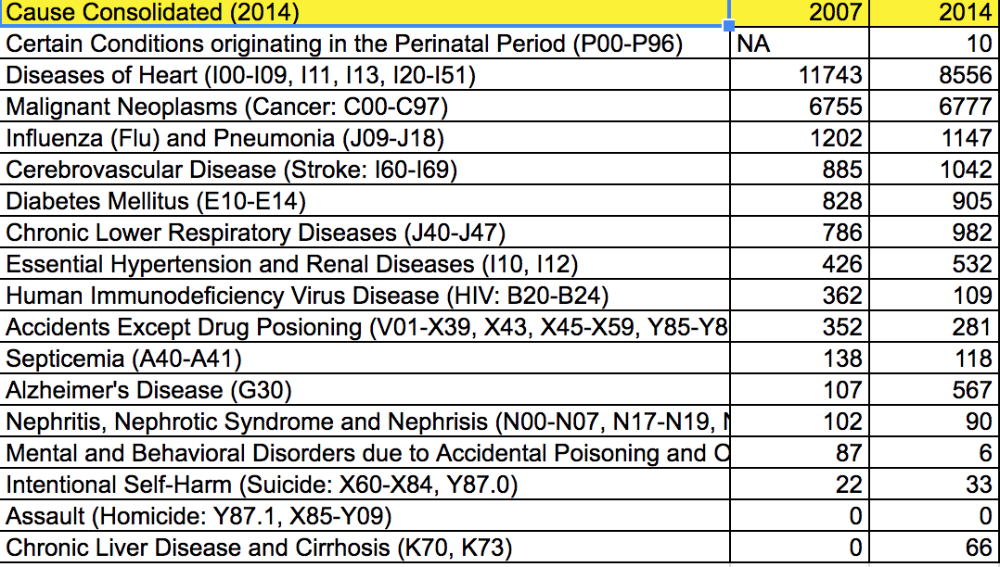 Cause Consolidated (2014) 2007 2014
Certain Conditions originating in the Perinatal Period (P00-P96) NA 10
Diseases of Heart (I00-I09, I11, I13, I20-I51) 11743 8556
Malignant Neoplasms (Cancer: C00-C97) 6755 6777
Influenza (Flu) and Pneumonia (J09-J18) 1202 1147
Cerebrovascular Disease (Stroke: I60-I69) 885 1042
Diabetes Mellitus (E10-E14) 828 905
Chronic Lower Respiratory Diseases (J40-J47) 786 982
Essential Hypertension and Renal Diseases (I10, I12) 426 532
Human Immunodeficiency Virus Disease (HIV: B20-B24) 362 109
Accidents Except Drug Posioning (V01-X39, X43, X45-X59, Y85-Y8 352 281
Septicemia (A40-A41) 138 118
Alzheimer's Disease (G30) 107 567
Nephritis, Nephrotic Syndrome and Nephrisis (N00-N07, N17-N19, 102 90
Mental and Behavioral Disorders due to Accidental Poisoning and 87 6
Intentional Self-Harm (Suicide: X60-X84, Y87.0) 22 33
Assault (Homicide: Y87.1, X85-Y09) 0 0
Chronic Liver Disease and Cirrhosis (K70, K73) 0 66